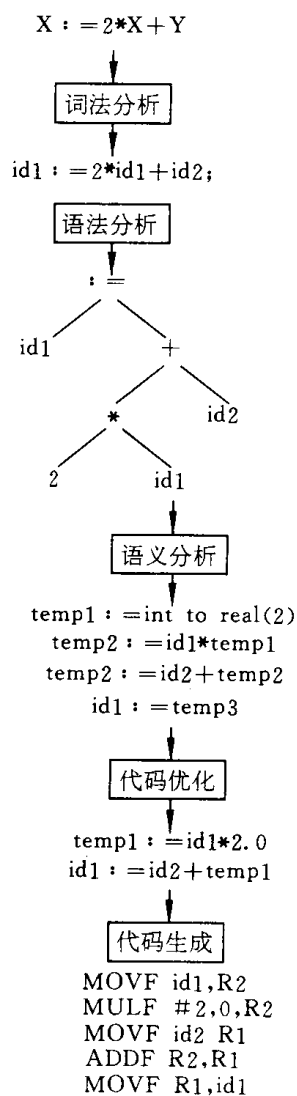 X:=2*X+Y
词法分析
id1:=2*id1+id2;
语法分析
:=
id1 +
* id2
2 id1
语义分析
temp1:=int to real(2)
temp2:=id1*temp1
temp2:=id2+temp2
id1:=temp3
代码优化
temp1:=id1*2.0
id1:=id2+temp1
代码生成
MOVF id1,R2
MULF #2,0,R2
MOVF id2 R1
ADDF R2,R1
MOVF R1,id1